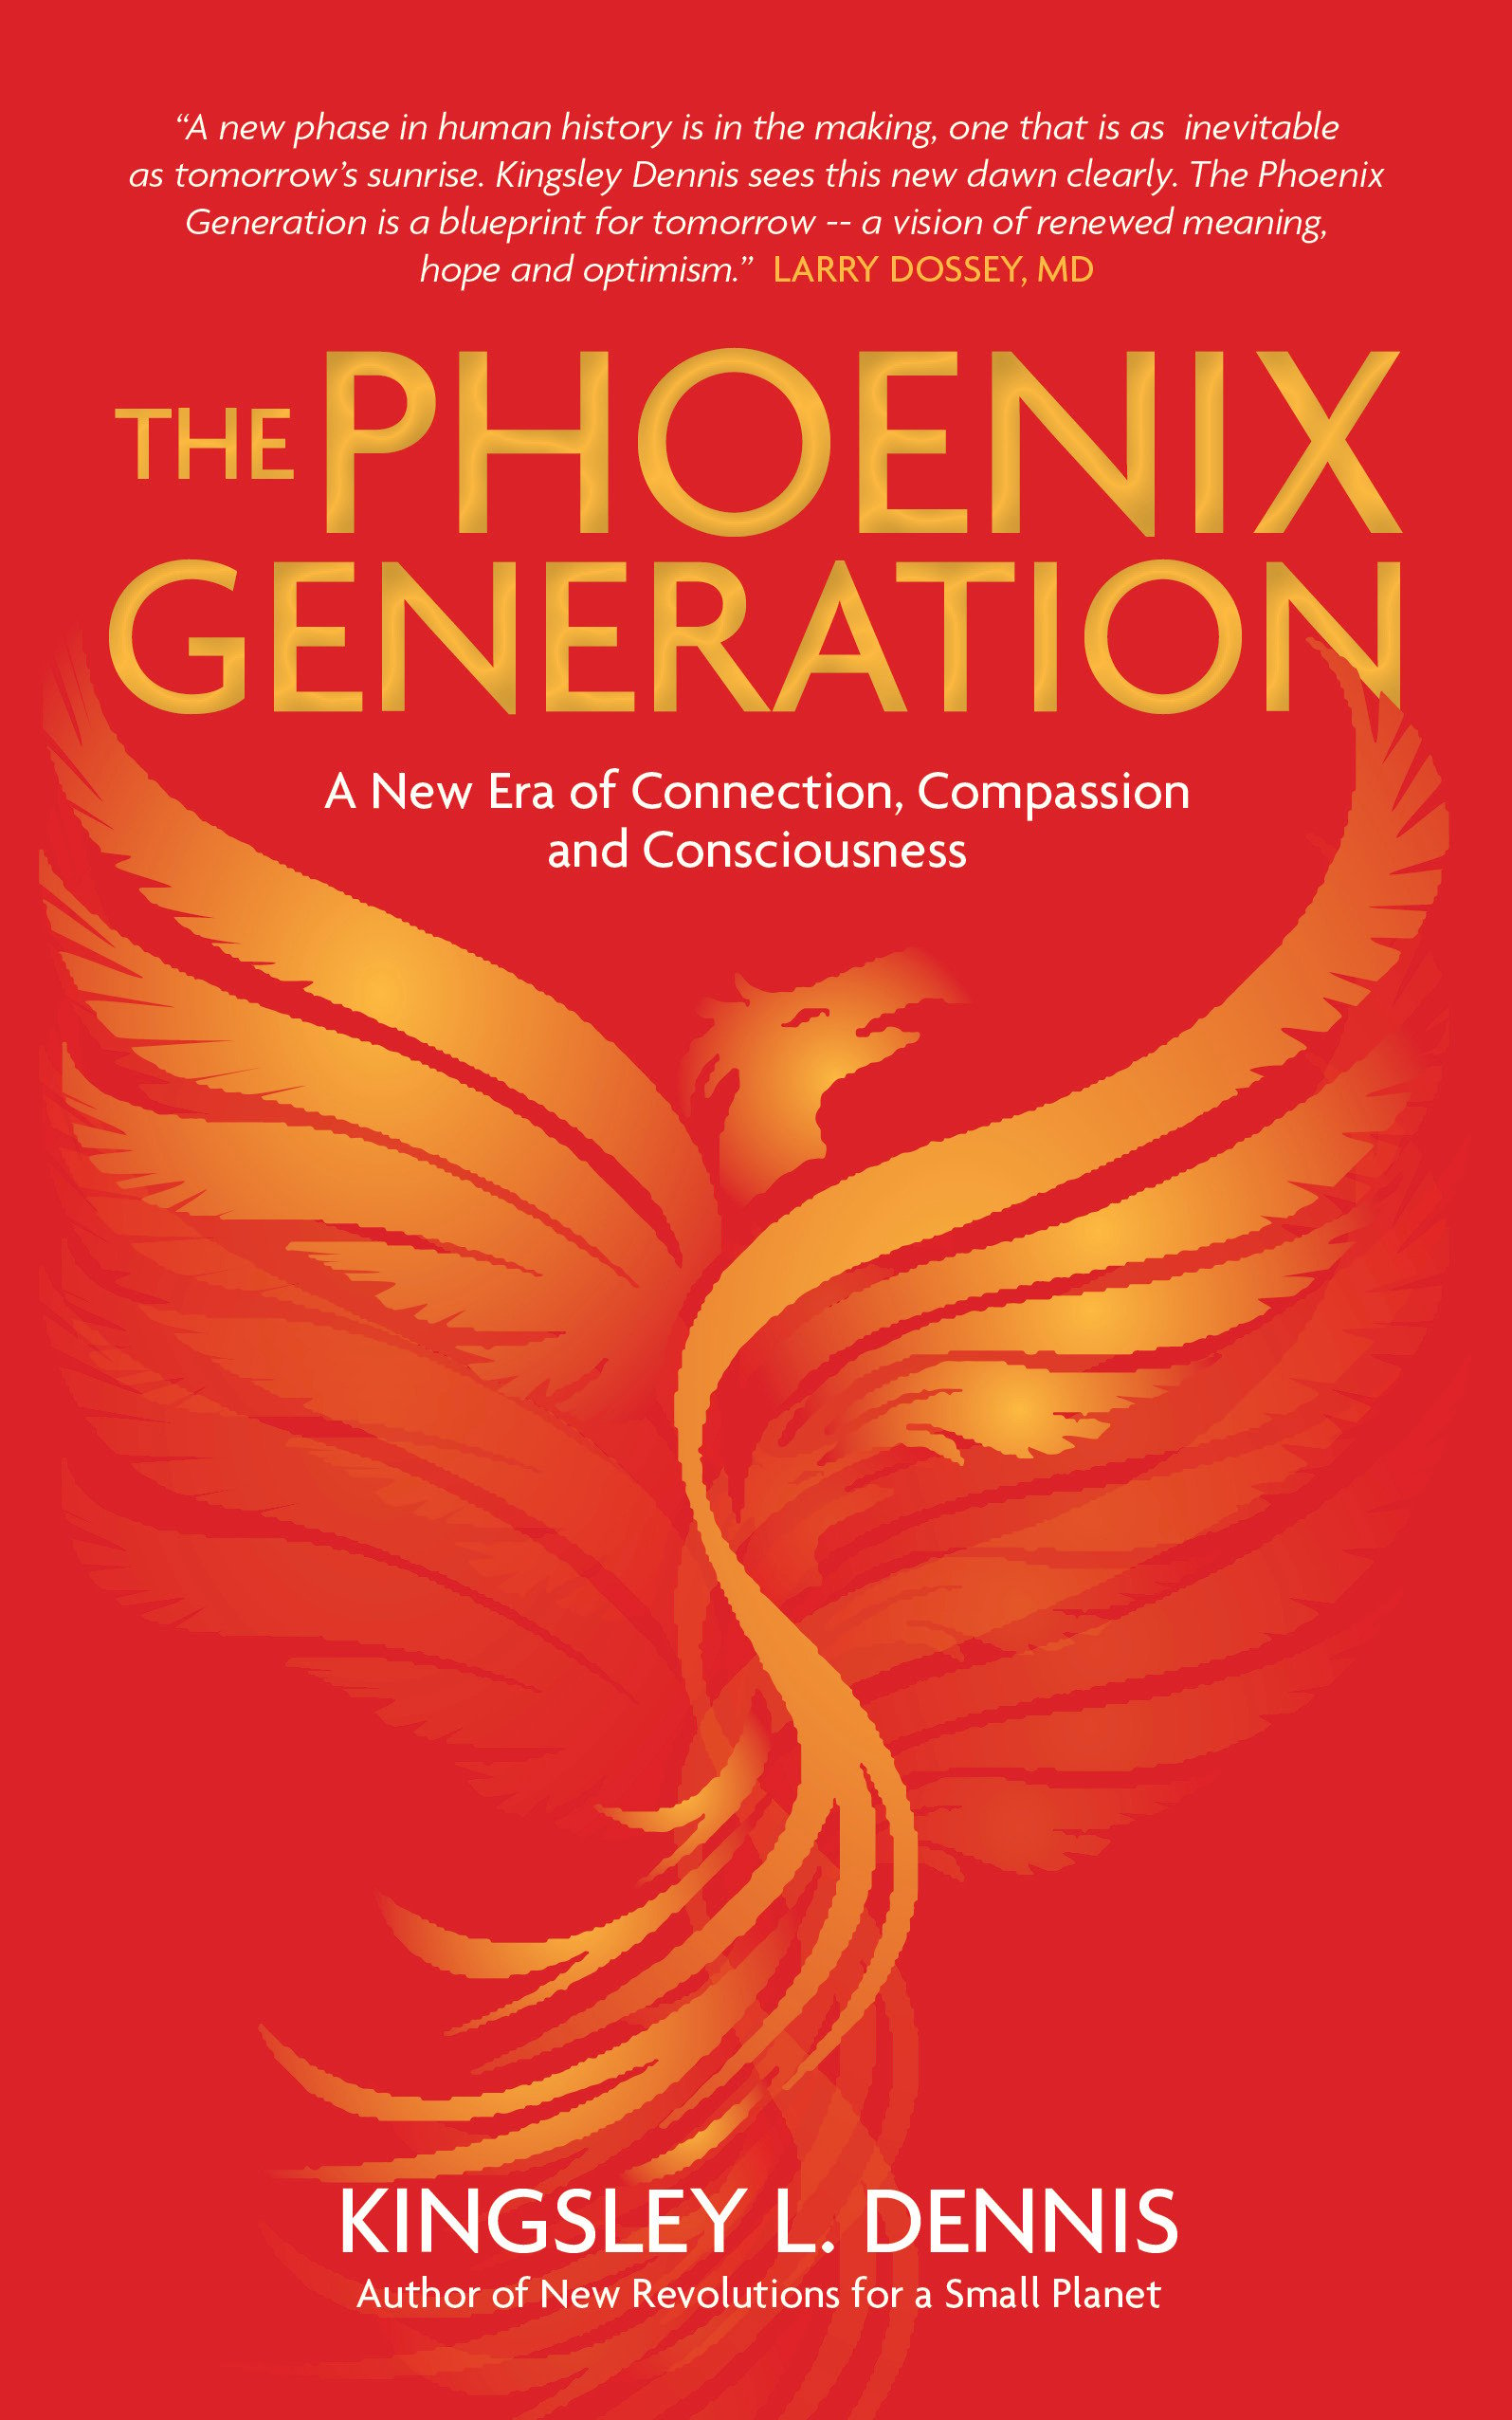 “A new phase in human history is in the making, one that is as inevitable
as tomorrow’s sunrise. Kingsley Dennis sees this new dawn clearly. The Phoenix
Generation is a blueprint for tomorrow -- a vision of renewed meaning,
hope and optimism.” LARRY DOSSEY, MD
THE PHOENIX
GENERATION
A New Era of Connection, Compassion
and Consciousness
KINGSLEY L. DENNIS
Author of New Revolutions for a Small Planet